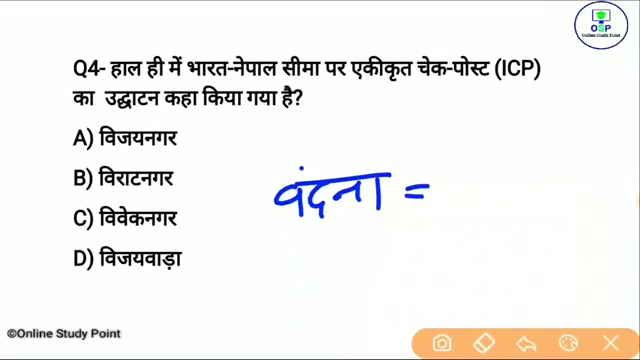 OSP
Online Study Point
Q4- हाल ही में भारत-नेपाल सीमा पर एकीकृत चेक-पोस्ट (ICP)
का उद्घाटन कहा किया गया है?
A) विजयनगर
B) विराटनगर
वंदना =
C) विवेकनगर
D) विजयवाड़ा
©Online Study Point